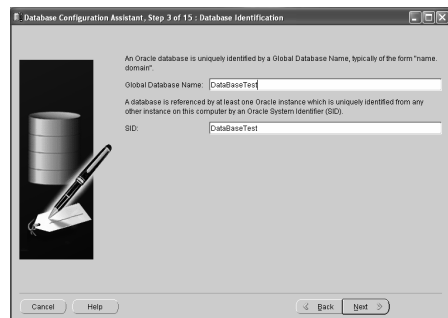 Database Configuration Assistant, Step 3 of 15 : Database Identification
An Oracle database is uniquely identified by a Global Database Name, typically of the form "name.
domain".
Global Database Name: DataBaseTest
A database is referenced by at least one Oracle instance which is uniquely identified from any
other instance on this computer by an Oracle System Identifier (SID).
SID: DataBaseTest
Cancel Help Back Next